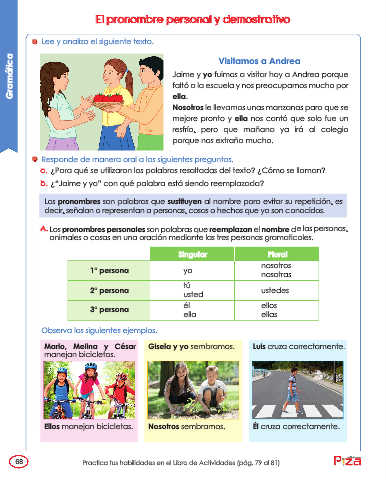 El pronombre personal y demostrativo
Gramática
Lee y analiza el siguiente texto.
Visitamos a Andrea
Jaime y yo fuimos a visitar hoy a Andrea porque
faltó a la escuela y nos preocupamos mucho por
ella.
Nosotros le llevamos unas manzanas para que se
mejore pronto y ella nos contó que solo fue un
resfrío, pero que mañana ya irá al colegio
porque nos extraña mucho.
Responde de manera oral a las siguientes preguntas.
a. ¿Para qué se utilizaron las palabras resaltadas del texto? ¿Cómo se llaman?
b. ¿"Jaime y yo" con qué palabra está siendo reemplazada?
Los pronombres son palabras que sustituyen al nombre para evitar su repetición, es
decir, señalan o representan a personas, cosas o hechos que ya son conocidos.
A. Los pronombres personales son palabras que reemplazan el nombre de las personas,
animales o cosas en una oración mediante las tres personas gramaticales.
Singular Plural
1° persona yo nosotros
nosotras
2° persona tú
usted ustedes
3° persona él
ella ellos
ellas
Observa los siguientes ejemplos.
Mario, Melina y César
manejan bicicletas.
Ellos manejan bicicletas.
Gisela y yo sembramos.
Nosotros sembramos.
Luis cruza correctamente.
Él cruza correctamente.
68
Practica tus habilidades en el Libro de Actividades (pág. 79 al 81)
Piza